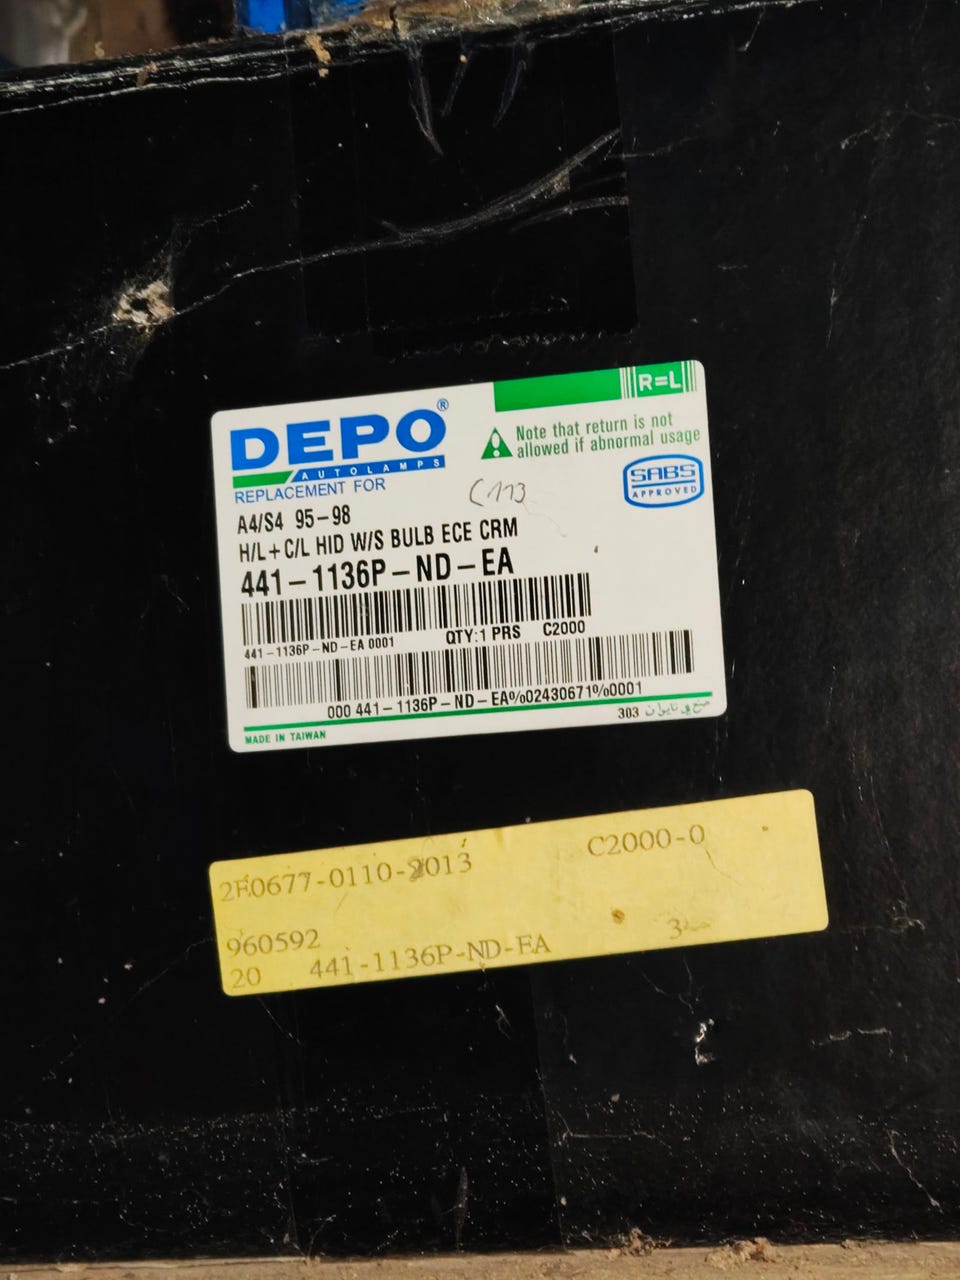 R=L
DEPO®
AUTOLAMPS
REPLACEMENT FOR
Note that return is not
allowed if abnormal usage
SABS
APPROVED
C113
A4/S4 95-98
H/L+C/L HID W/S BULB ECE CRM
441-1136P-ND-EA
441-1136P-ND-EA 0001 QTY:1 PRS C2000
000 441-1136P-ND-EA%02430671%0001
MADE IN TAIWAN
303 صنع في تايوان
2F0677-0110-2013 C2000-0
960592
20 441-1136P-ND-EA 3